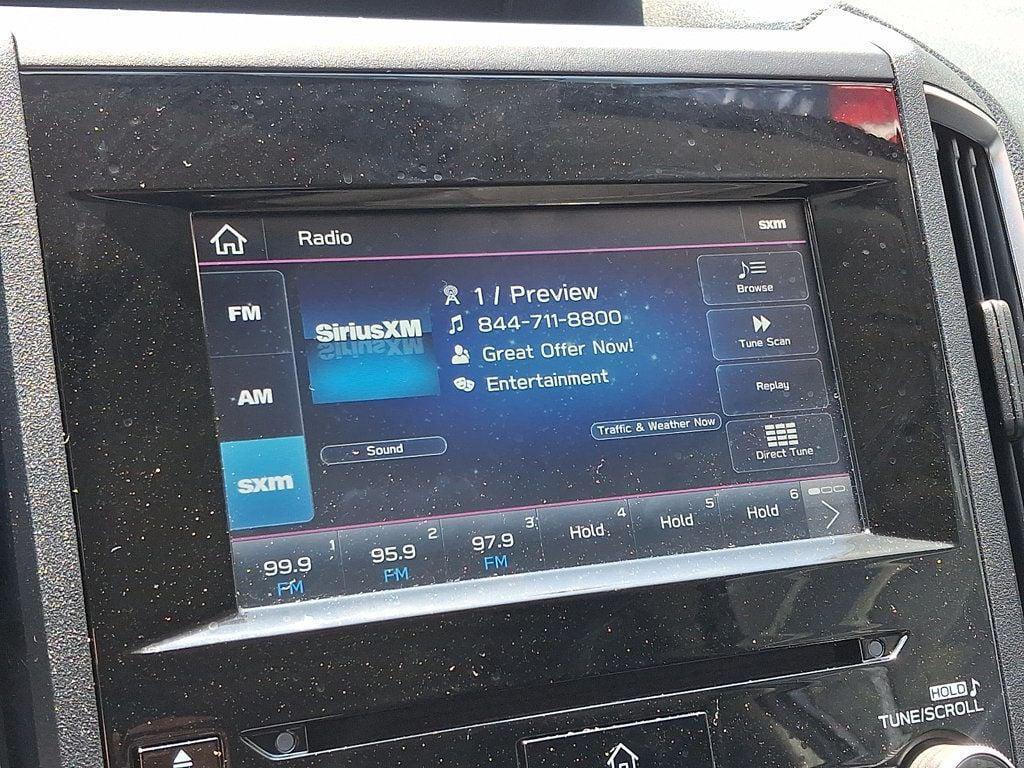 Radio
sxm
FM
AM
sxm
SiriusXM
1 / Preview
844-711-8800
Great Offer Now!
Entertainment
Browse
Tune Scan
Replay
Direct Tune
Sound
Traffic & Weather Now
1
99.9
FM
2
95.9
FM
3
97.9
FM
4
Hold
5
Hold
6
Hold
HOLD
TUNE/SCROLL